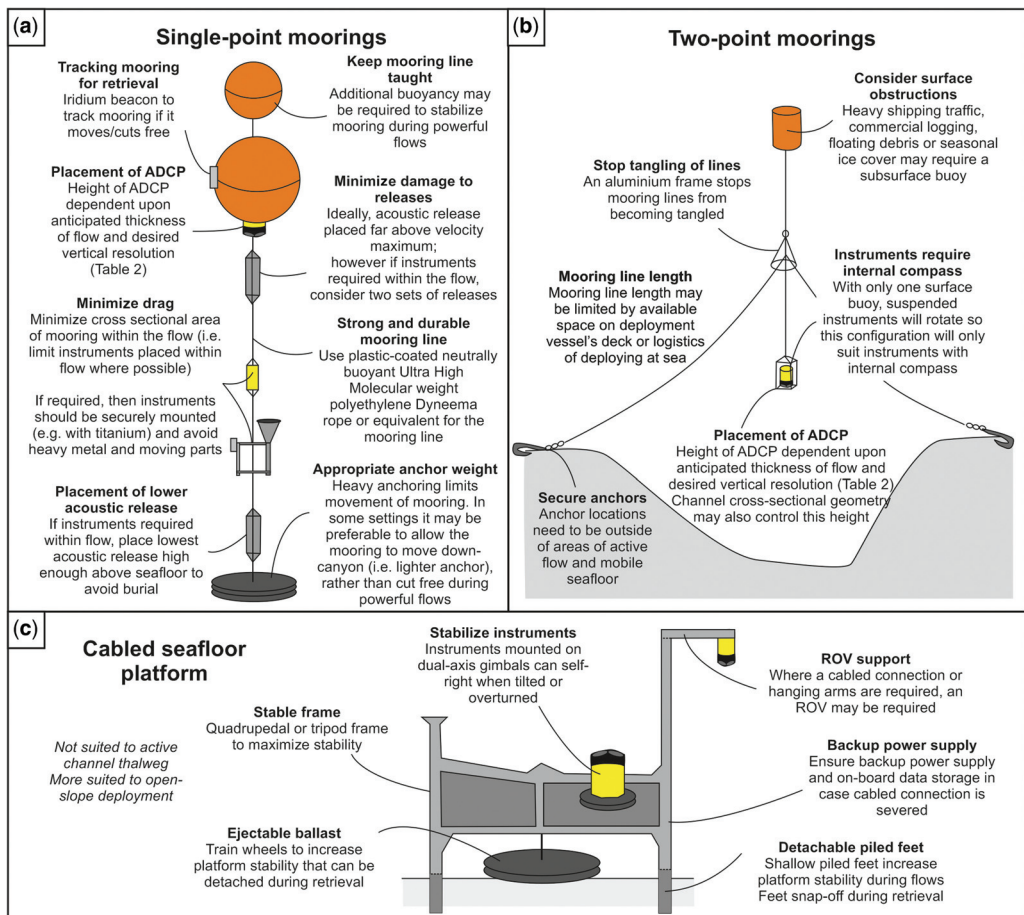 (a)
Single-point moorings
Tracking mooring
for retrieval
Iridium beacon to
track mooring if it
moves/cuts free
Keep mooring line
taught
Additional buoyancy may
be required to stabilize
mooring during powerful
flows
Placement of ADCP
Height of ADCP
dependent upon
anticipated thickness
of flow and desired
vertical resolution
(Table 2)
Minimize damage to
releases
Ideally, acoustic release
placed far above velocity
maximum;
however if instruments
required within the flow,
consider two sets of releases
Minimize drag
Minimize cross sectional area
of mooring within the flow (i.e.
limit instruments placed within
flow where possible)
If required, then instruments
should be securely mounted
(e.g. with titanium) and avoid
heavy metal and moving parts
Strong and durable
mooring line
Use plastic-coated neutrally
buoyant Ultra High
Molecular weight
polyethylene Dyneema
rope or equivalent for the
mooring line
Placement of lower
acoustic release
If instruments required
within flow, place lowest
acoustic release high
enough above seafloor to
avoid burial
Appropriate anchor weight
Heavy anchoring limits
movement of mooring. In
some settings it may be
preferable to allow the
mooring to move down-
canyon (i.e. lighter anchor),
rather than cut free during
powerful flows
(b)
Two-point moorings
Consider surface
obstructions
Heavy shipping traffic,
commercial logging,
floating debris or seasonal
ice cover may require a
subsurface buoy
Stop tangling of lines
An aluminium frame stops
mooring lines from
becoming tangled
Mooring line length
Mooring line length may
be limited by available
space on deployment
vessel's deck or logistics
of deploying at sea
Instruments require
internal compass
With only one surface
buoy, suspended
instruments will rotate so
this configuration will only
suit instruments with
internal compass
Placement of ADCP
Height of ADCP dependent upon
anticipated thickness of flow and
desired vertical resolution (Table 2)
Channel cross-sectional geometry
may also control this height
Secure anchors
Anchor locations
need to be outside
of areas of active
flow and mobile
seafloor
(c)
Cabled seafloor
platform
Not suited to active
channel thalweg
More suited to open-
slope deployment
Stabilize instruments
Instruments mounted on
dual-axis gimbals can self-
right when tilted or
overturned
Stable frame
Quadrupedal or tripod frame
to maximize stability
Ejectable ballast
Train wheels to increase
platform stability that can be
detached during retrieval
ROV support
Where a cabled connection or
hanging arms are required, an
ROV may be required
Backup power supply
Ensure backup power supply
and on-board data storage in
case cabled connection is
severed
Detachable piled feet
Shallow piled feet increase
platform stability during flows
Feet snap-off during retrieval